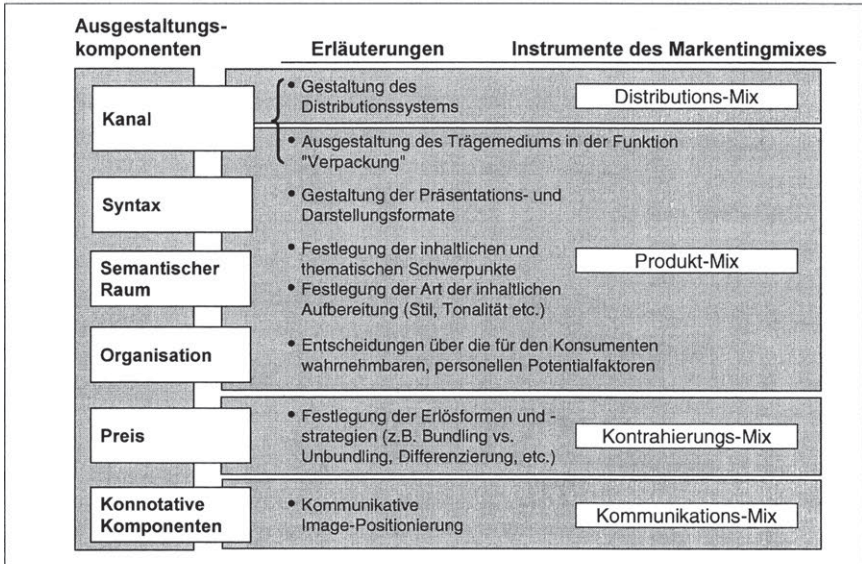 Ausgestaltungs-
komponenten
Erläuterungen
Instrumente des Markentingmixes
Kanal
• Gestaltung des
Distributionssystems
Distributions-Mix
• Ausgestaltung des Trägemediums in der Funktion
"Verpackung"
Syntax
• Gestaltung der Präsentations- und
Darstellungsformate
Semantischer
Raum
• Festlegung der inhaltlichen und
thematischen Schwerpunkte
• Festlegung der Art der inhaltlichen
Aufbereitung (Stil, Tonalität etc.)
Produkt-Mix
Organisation
• Entscheidungen über die für den Konsumenten
wahrnehmbaren, personellen Potentialfaktoren
Preis
• Festlegung der Erlösformen und -
strategien (z.B. Bundling vs.
Unbundling, Differenzierung, etc.)
Kontrahierungs-Mix
Konnotative
Komponenten
• Kommunikative
Image-Positionierung
Kommunikations-Mix